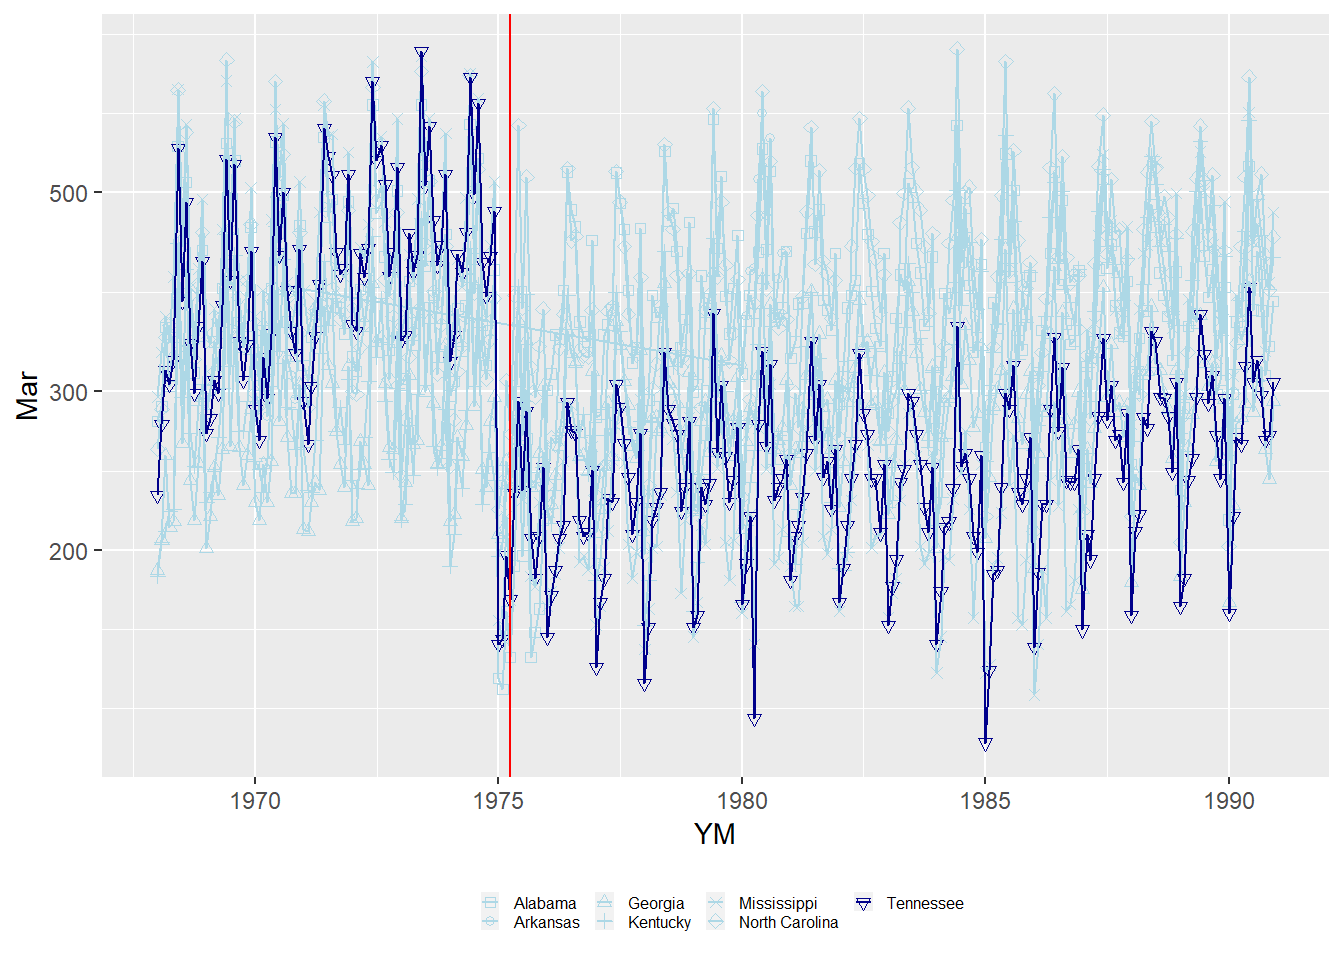 Mar
500
300
200
1970 1975 1980 1985 1990
YM
Alabama Georgia Mississippi Tennessee
Arkansas Kentucky North Carolina